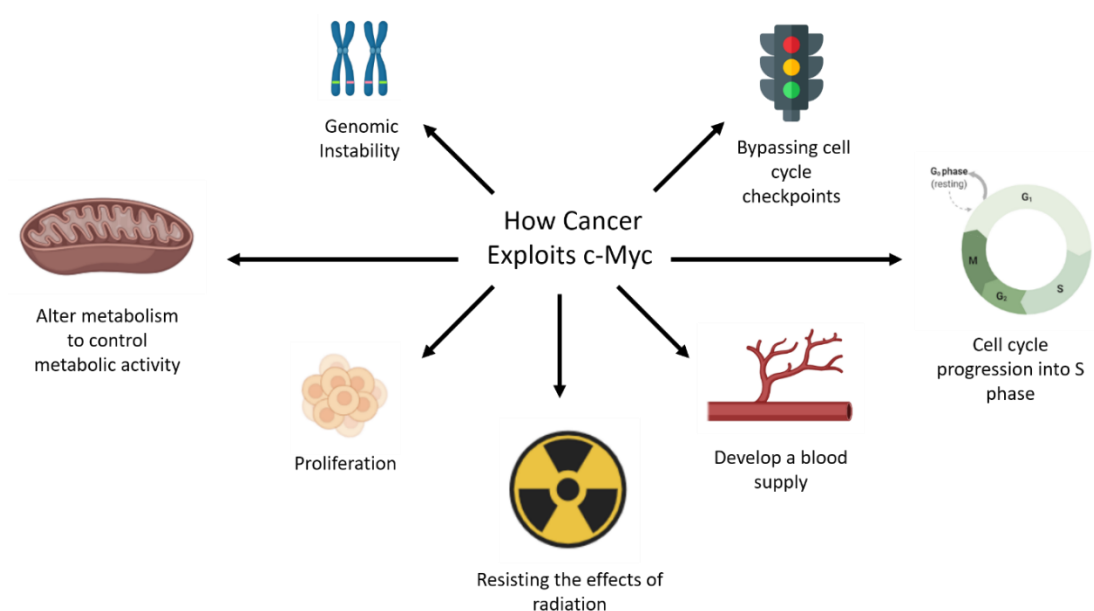 Genomic
Instability
Bypassing cell
cycle
checkpoints
How Cancer
Exploits c-Myc
G₀ phase
(resting)
G₁
M
G₂
S
Alter metabolism
to control
metabolic activity
Cell cycle
progression into S
phase
Proliferation
Develop a blood
supply
Resisting the effects of
radiation